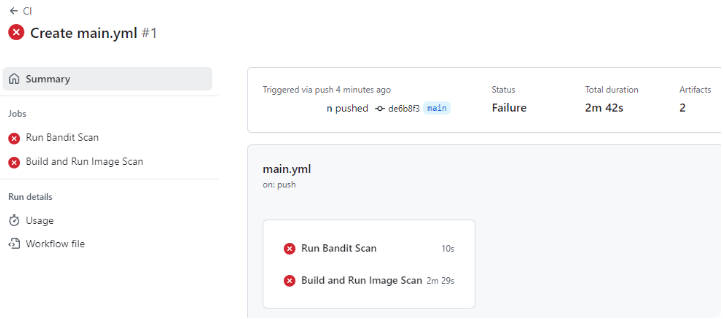 ← CI
Create main.yml #1
Summary
Jobs
Run Bandit Scan
Build and Run Image Scan
Run details
Usage
Workflow file
Triggered via push 4 minutes ago
n pushed de6b8f3 main
Status
Failure
Total duration
2m 42s
Artifacts
2
main.yml
on: push
Run Bandit Scan 10s
Build and Run Image Scan 2m 29s